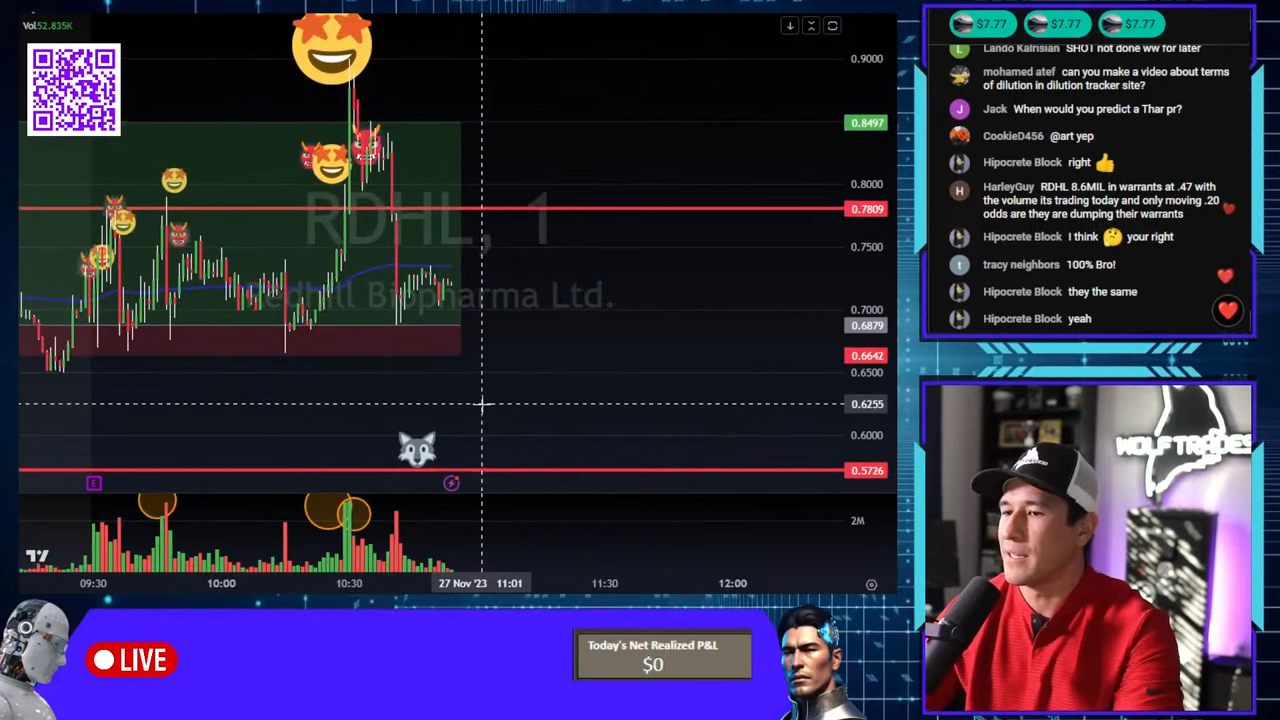 Vol52.835K
0.9000
0.8497
0.8000
0.7809
0.7500
0.7000
0.6879
0.6642
0.6500
0.6255
0.6000
0.5726
RDHL, 1
Redhill Biopharma Ltd.
E
2M
09:30
10:00
10:30
27 Nov '23 11:01
11:30
12:00
LIVE
Today's Net Realized P&L
$0
$7.77
$7.77
$7.77
L
Lando Kalrisian SHOT not done ww for later
mohamed atef can you make a video about terms
of dilution in dilution tracker site?
J
Jack When would you predict a Thar pr?
CookieD456 @art yep
Hipocrete Block right
H
HarleyGuy RDHL 8.6MIL in warrants at .47 with
the volume its trading today and only moving .20
odds are they are dumping their warrants
Hipocrete Block I think your right
t
tracy neighbors 100% Bro!
Hipocrete Block they the same
Hipocrete Block yeah
WOLFTRADES